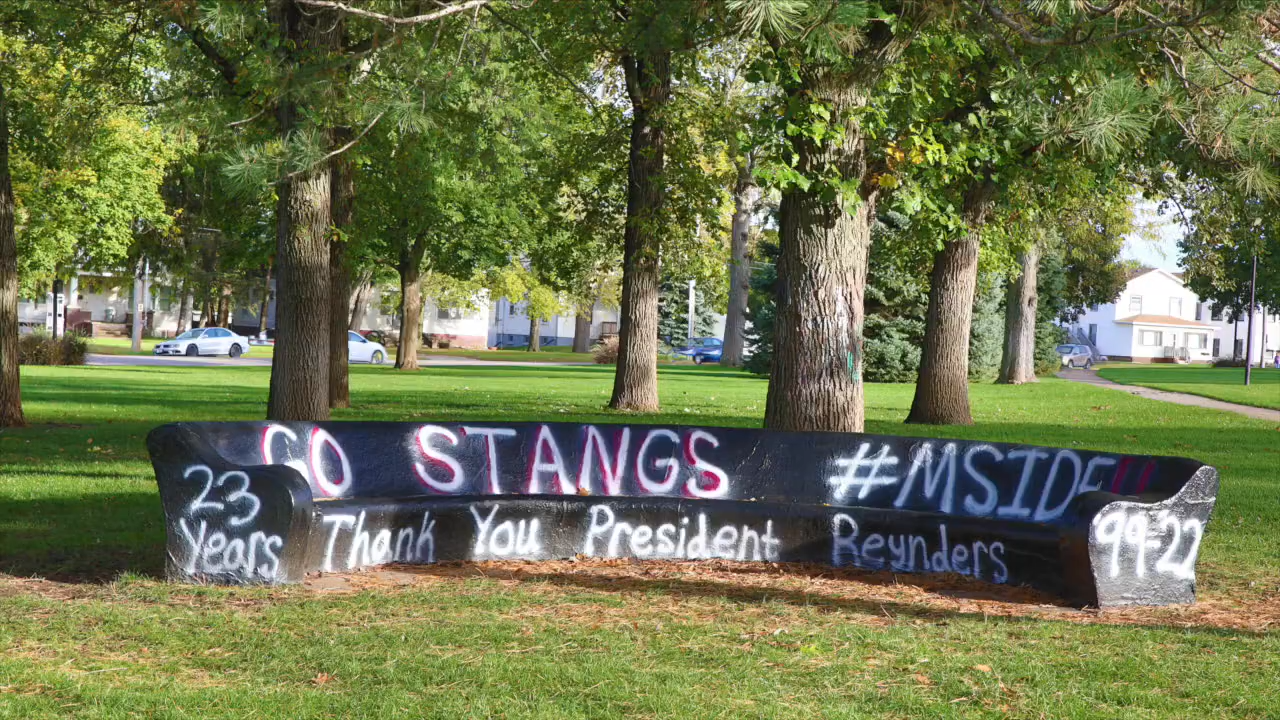 GO STANGS #MSIDE!!
23
Years
Thank You President Reynders
99-22